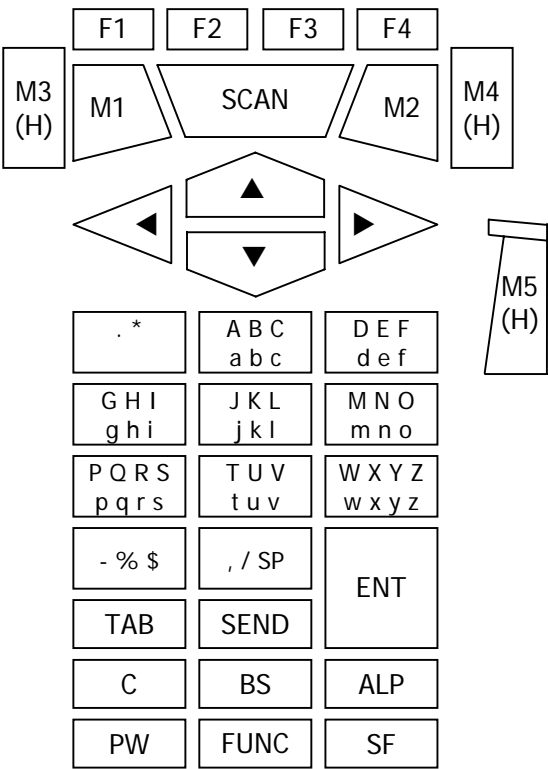 F1 F2 F3 F4
M3
(H)
M1 SCAN M2
M4
(H)
▲
◀ ▶
▼
M5
(H)
. *
A B C
a b c
D E F
d e f
G H I
g h i
J K L
j k l
M N O
m n o
P Q R S
p q r s
T U V
t u v
W X Y Z
w x y z
- % $ , / SP
ENT
TAB SEND
C BS ALP
PW FUNC SF